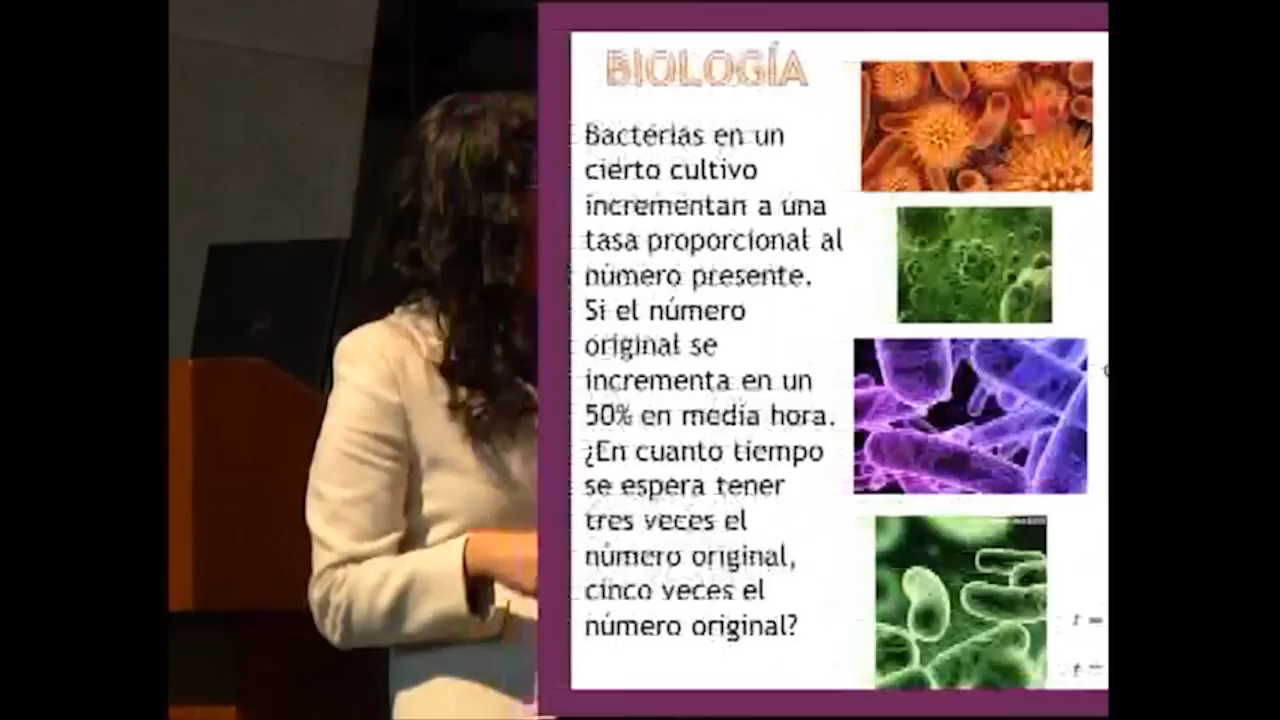 BIOLOGÍA
Bacterias en un
cierto cultivo
incrementan a una
tasa proporcional al
número presente.
Si el número
original se
incrementa en un
50% en media hora.
¿En cuanto tiempo
se espera tener
tres veces el
número original,
cinco veces el
número original?
t =
t =